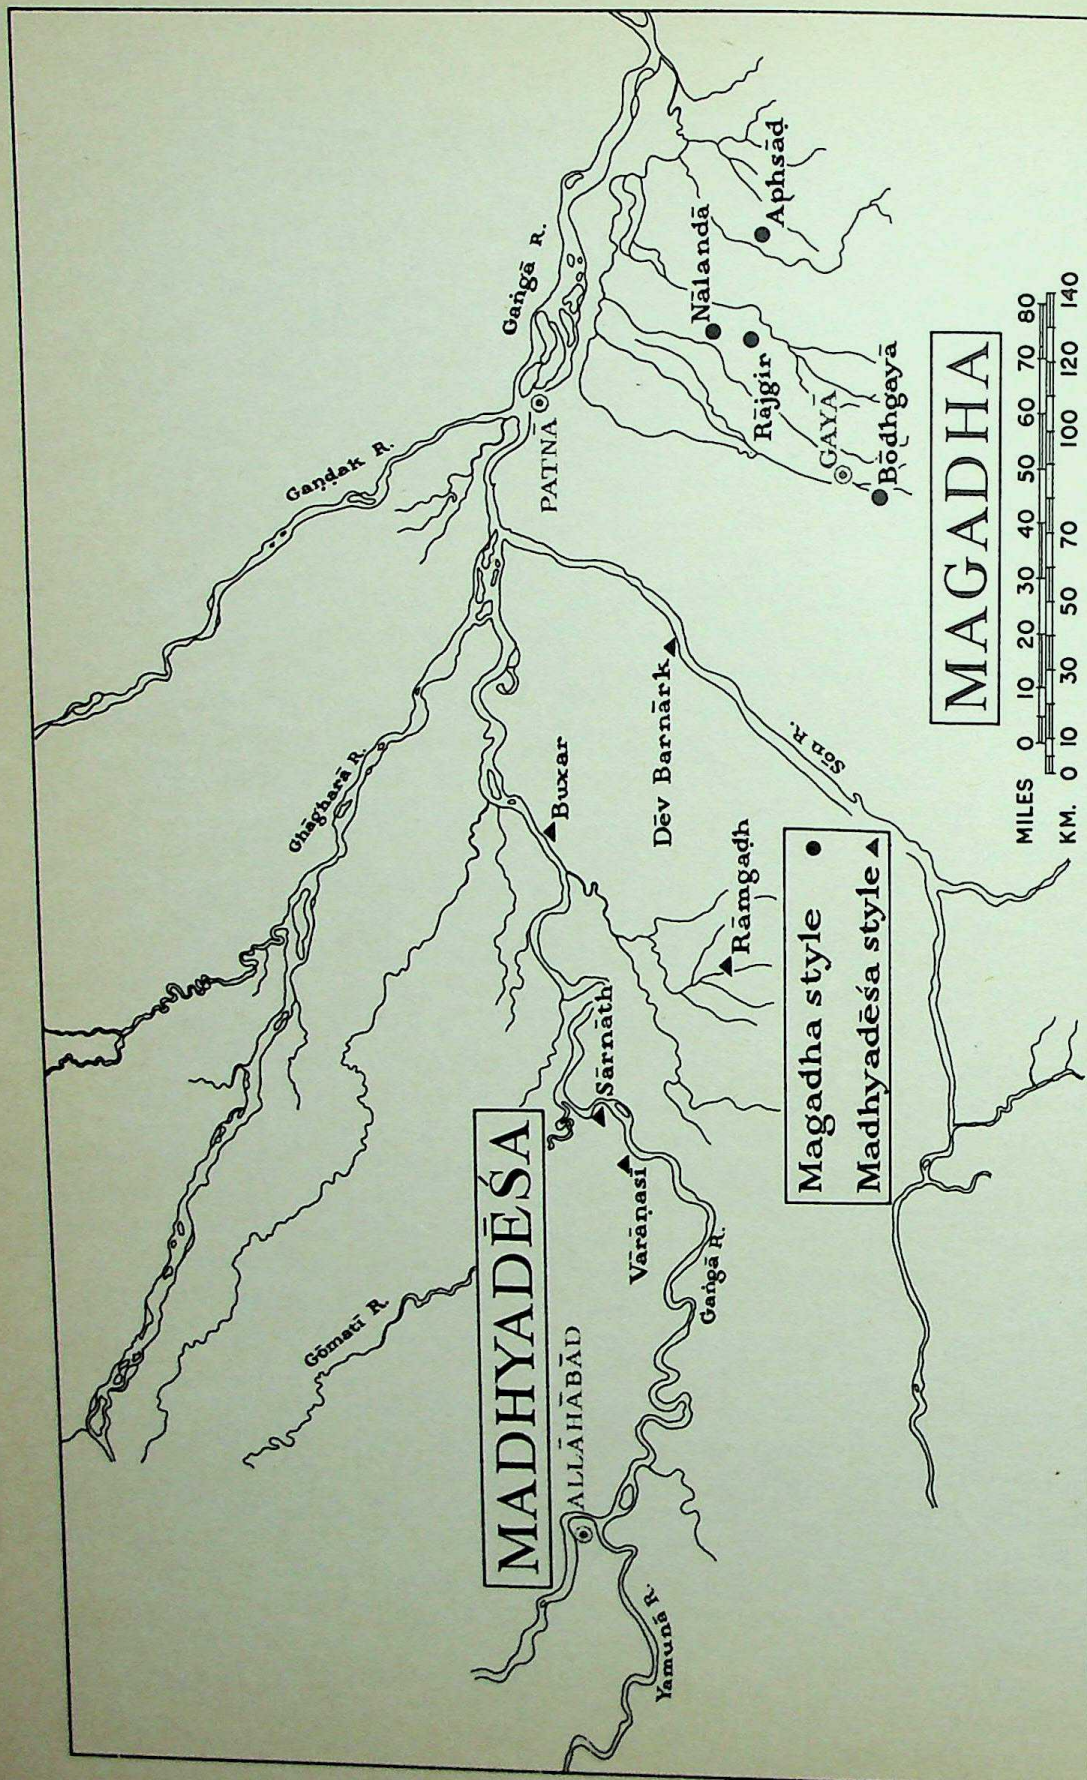 MADHYADĒŚA
MAGADHA
Gaṅgā R.
Gaṇḍak R.
Ghāgharā R.
Gōmatī R.
Yamunā R.
Gaṅgā R.
Sōn R.
PATNĀ
GAYĀ
ALLĀHĀBĀD
Nālandā
Rājgir
Aphsāḍ
Bōdhgayā
Dēv Barnārk
Buxar
Rāmgaḍh
Sārnāth
Vārāṇasi
Magadha style
Madhyadēśa style
MILES 0 10 20 30 40 50 60 70 80
KM. 0 10 30 50 70 100 120 140